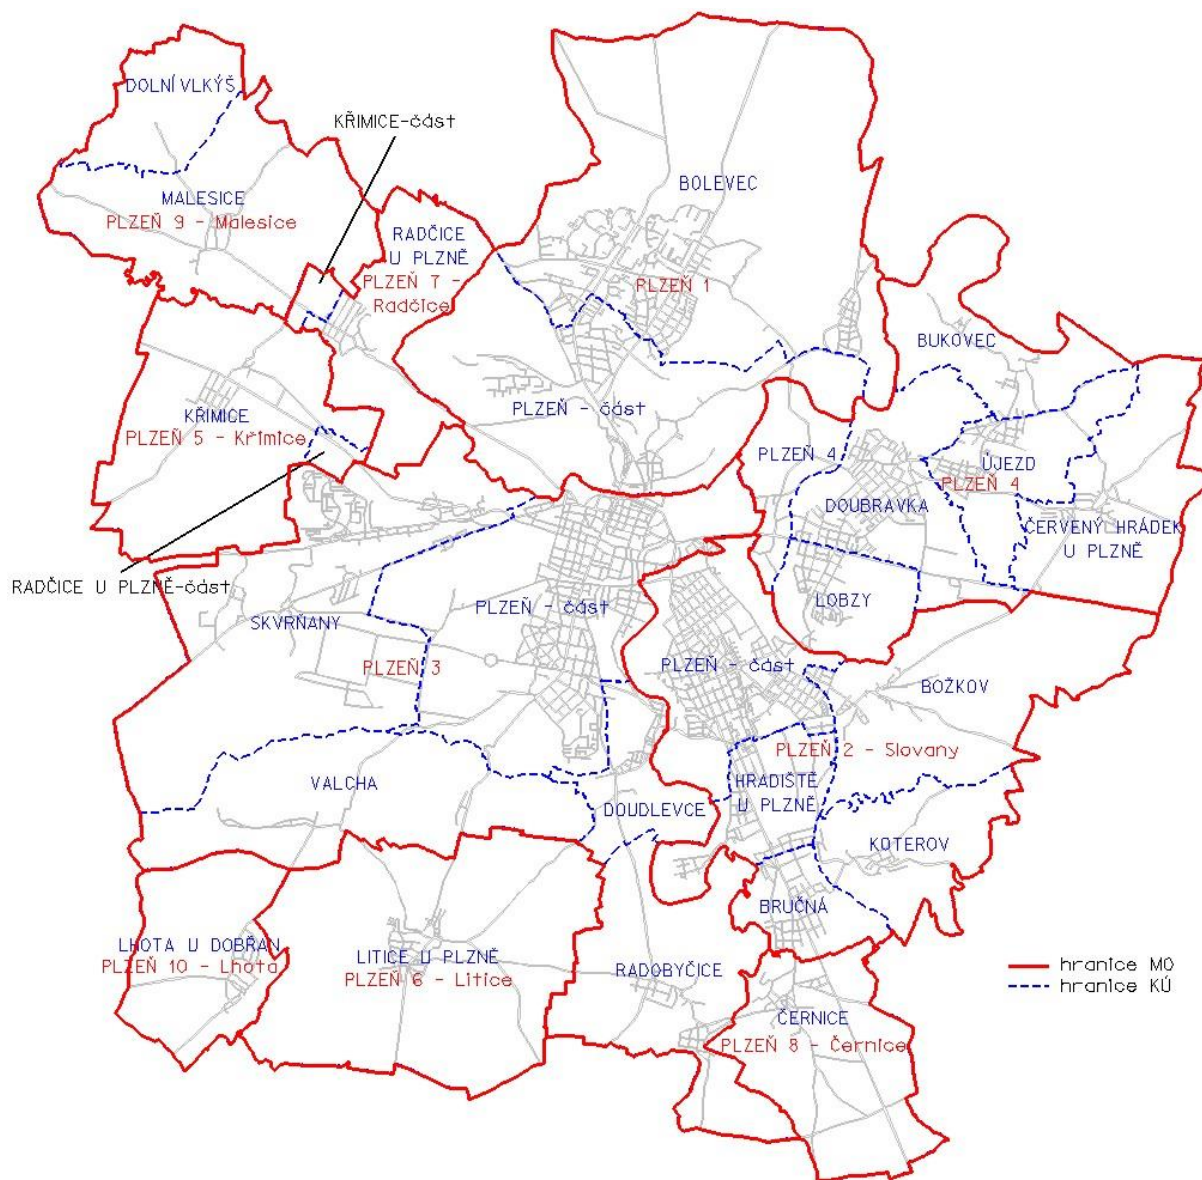 DOLNÍ VLKÝŠ
KŘIMICE-část
MALESICE
PLZEŇ 9 - Malesice
RADČICE
U PLZNĚ
PLZEŇ 7 -
Radčice
BOLEVEC
PLZEŇ 1
BUKOVEC
KŘIMICE
PLZEŇ 5 - Křimice
PLZEŇ - část
PLZEŇ 4
ÚJEZD
PLZEŇ 4
DOUBRAVKA
ČERVENÝ HRÁDEK
U PLZNĚ
RADČICE U PLZNĚ-část
SKVRŇANY
PLZEŇ - část
LOBZY
PLZEŇ 3
PLZEŇ - část
BOŽKOV
PLZEŇ 2 - Slovany
VALCHA
HRADIŠTĚ
U PLZNĚ
DOUDLEVCE
KOTEROV
BRUČNÁ
LHOTA U DOBŘAN
PLZEŇ 10 - Lhota
LITICE U PLZNĚ
PLZEŇ 6 - Litice
RADOBYČICE
ČERNICE
PLZEŇ 8 - Černice
hranice MO
hranice KÚ